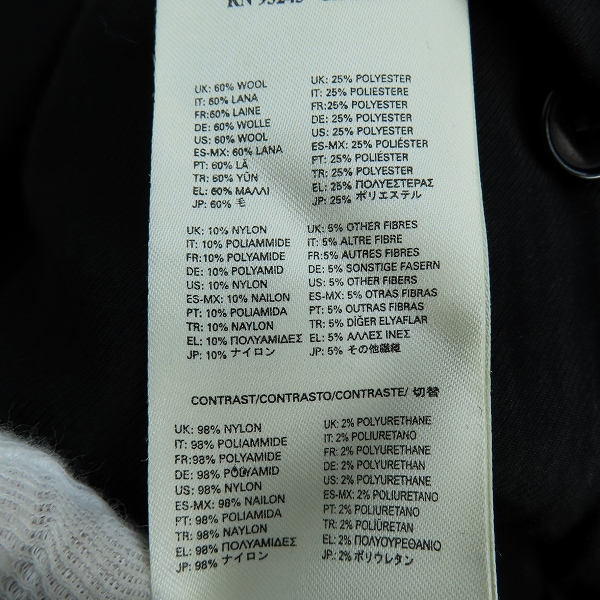 UK: 60% WOOL
IT: 60% LANA
FR:60% LAINE
DE: 60% WOLLE
US: 60% WOOL
ES-MX: 60% LANA
PT: 60% LÃ
TR: 60% YÜN
EL: 60% ΜΑΛΛΙ
JP: 60% 毛
UK: 25% POLYESTER
IT: 25% POLIESTERE
FR:25% POLYESTER
DE: 25% POLYESTER
US: 25% POLYESTER
ES-MX: 25% POLIÉSTER
PT: 25% POLIÉSTER
TR: 25% POLYESTER
EL: 25% ΠΟΛΥΕΣΤΕΡΑΣ
JP: 25% ポリエステル
UK: 10% NYLON
IT: 10% POLIAMMIDE
FR:10% POLYAMIDE
DE: 10% POLYAMID
US: 10% NYLON
ES-MX: 10% NAILON
PT: 10% POLIAMIDA
TR: 10% NAYLON
EL: 10% ΠΟΛΥΑΜΙΔΕΣ
JP: 10% ナイロン
UK: 5% OTHER FIBRES
IT: 5% ALTRE FIBRE
FR:5% AUTRES FIBRES
DE: 5% SONSTIGE FASERN
US: 5% OTHER FIBERS
ES-MX: 5% OTRAS FIBRAS
PT: 5% OUTRAS FIBRAS
TR: 5% DİĞER ELYAFLAR
EL: 5% ΑΛΛΕΣ ΙΝΕΣ
JP: 5% その他繊維
CONTRAST/CONTRASTO/CONTRASTE/ 切替
UK: 98% NYLON
IT: 98% POLIAMMIDE
FR:98% POLYAMIDE
DE: 98% POLYAMID
US: 98% NYLON
ES-MX: 98% NAILON
PT: 98% POLIAMIDA
TR: 98% NAYLON
EL: 98% ΠΟΛΥΑΜΙΔΕΣ
JP: 98% ナイロン
UK: 2% POLYURETHANE
IT: 2% POLIURETANO
FR: 2% POLYURETHANE
DE: 2% POLYURETHAN
US: 2% POLYURETHANE
ES-MX: 2% POLIURETANO
PT: 2% POLIURETANO
TR: 2% POLIÜRETAN
EL: 2% ΠΟΛΥΟΥΡΕΘΑΝΙΟ
JP: 2% ポリウレタン